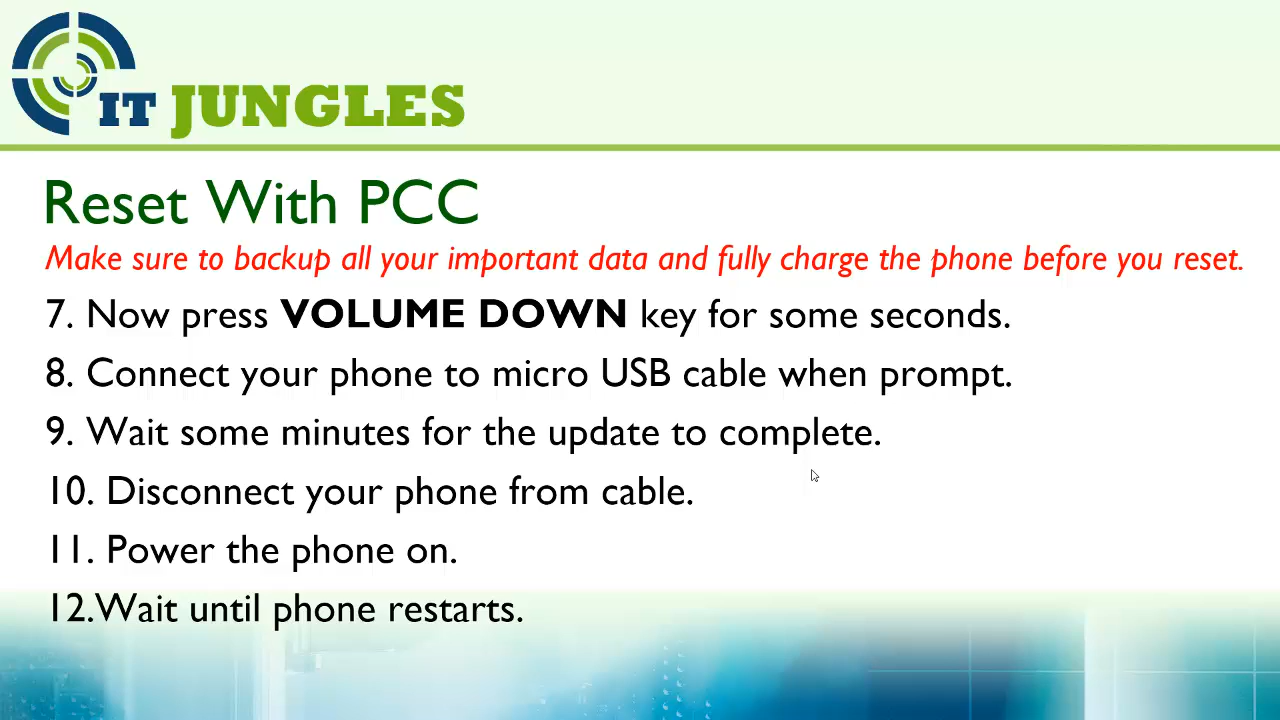 IT JUNGLES
Reset With PCC
Make sure to backup all your important data and fully charge the phone before you reset.
7. Now press VOLUME DOWN key for some seconds.
8. Connect your phone to micro USB cable when prompt.
9. Wait some minutes for the update to complete.
10. Disconnect your phone from cable.
11. Power the phone on.
12.Wait until phone restarts.